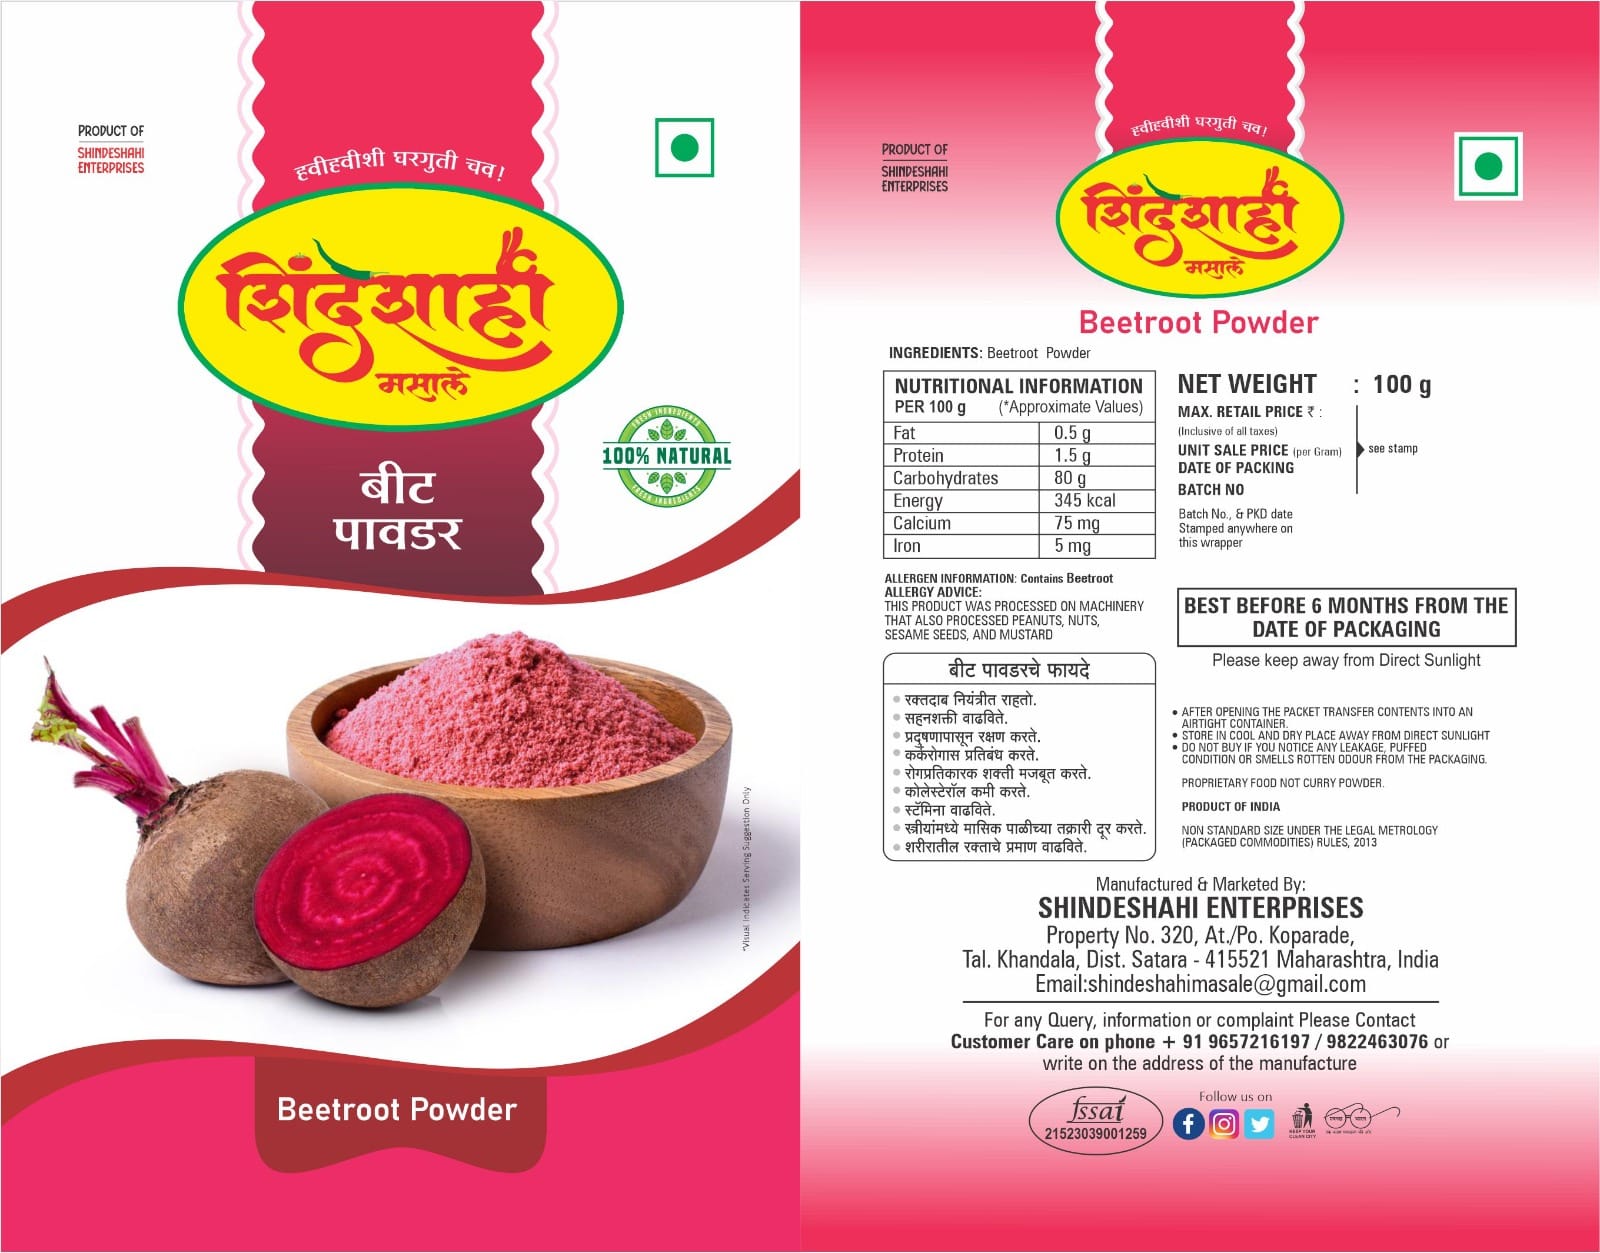 PRODUCT OF
SHINDESHAHI
ENTERPRISES
हवीहवीशी घरगुती चव!
शिंदेशाही
मसाले
FRESH INGREDIENTS
100% NATURAL
FRESH INGREDIENTS
बीट
पावडर
*Visual Indicates Serving Suggestion Only
Beetroot Powder
PRODUCT OF
SHINDESHAHI
ENTERPRISES
हवीहवीशी घरगुती चव!
शिंदेशाही
मसाले
Beetroot Powder
INGREDIENTS: Beetroot Powder
NUTRITIONAL INFORMATION
PER 100 g (*Approximate Values)
Fat 0.5 g
Protein 1.5 g
Carbohydrates 80 g
Energy 345 kcal
Calcium 75 mg
Iron 5 mg
ALLERGEN INFORMATION: Contains Beetroot
ALLERGY ADVICE:
THIS PRODUCT WAS PROCESSED ON MACHINERY
THAT ALSO PROCESSED PEANUTS, NUTS,
SESAME SEEDS, AND MUSTARD
बीट पावडरचे फायदे
रक्तदाब नियंत्रीत राहतो.
सहनशक्ती वाढविते.
प्रदुषणापासून रक्षण करते.
कर्करोगास प्रतिबंध करते.
रोगप्रतिकारक शक्ती मजबूत करते.
कोलेस्टेरॉल कमी करते.
स्टॅमिना वाढविते.
स्त्रीयांमध्ये मासिक पाळीच्या तक्रारी दूर करते.
शरीरातील रक्ताचे प्रमाण वाढविते.
NET WEIGHT : 100 g
MAX. RETAIL PRICE ₹ :
(Inclusive of all taxes)
UNIT SALE PRICE (per Gram)
see stamp
DATE OF PACKING
BATCH NO
Batch No., & PKD date
Stamped anywhere on
this wrapper
BEST BEFORE 6 MONTHS FROM THE
DATE OF PACKAGING
Please keep away from Direct Sunlight
• AFTER OPENING THE PACKET TRANSFER CONTENTS INTO AN
AIRTIGHT CONTAINER.
• STORE IN COOL AND DRY PLACE AWAY FROM DIRECT SUNLIGHT
• DO NOT BUY IF YOU NOTICE ANY LEAKAGE, PUFFED
CONDITION OR SMELLS ROTTEN ODOUR FROM THE PACKAGING.
PROPRIETARY FOOD NOT CURRY POWDER.
PRODUCT OF INDIA
NON STANDARD SIZE UNDER THE LEGAL METROLOGY
(PACKAGED COMMODITIES) RULES, 2013
Manufactured & Marketed By:
SHINDESHAHI ENTERPRISES
Property No. 320, At./Po. Koparade,
Tal. Khandala, Dist. Satara - 415521 Maharashtra, India
Email:shindeshahimasale@gmail.com
For any Query, information or complaint Please Contact
Customer Care on phone + 91 9657216197 / 9822463076 or
write on the address of the manufacture
fssai
21523039001259
Follow us on
KEEP YOUR
CLEAN CITY